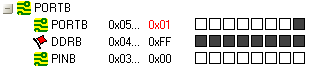 PORTB
PORTB 0x05... 0x01
DDRB 0x04... 0xFF
PINB 0x03... 0x00